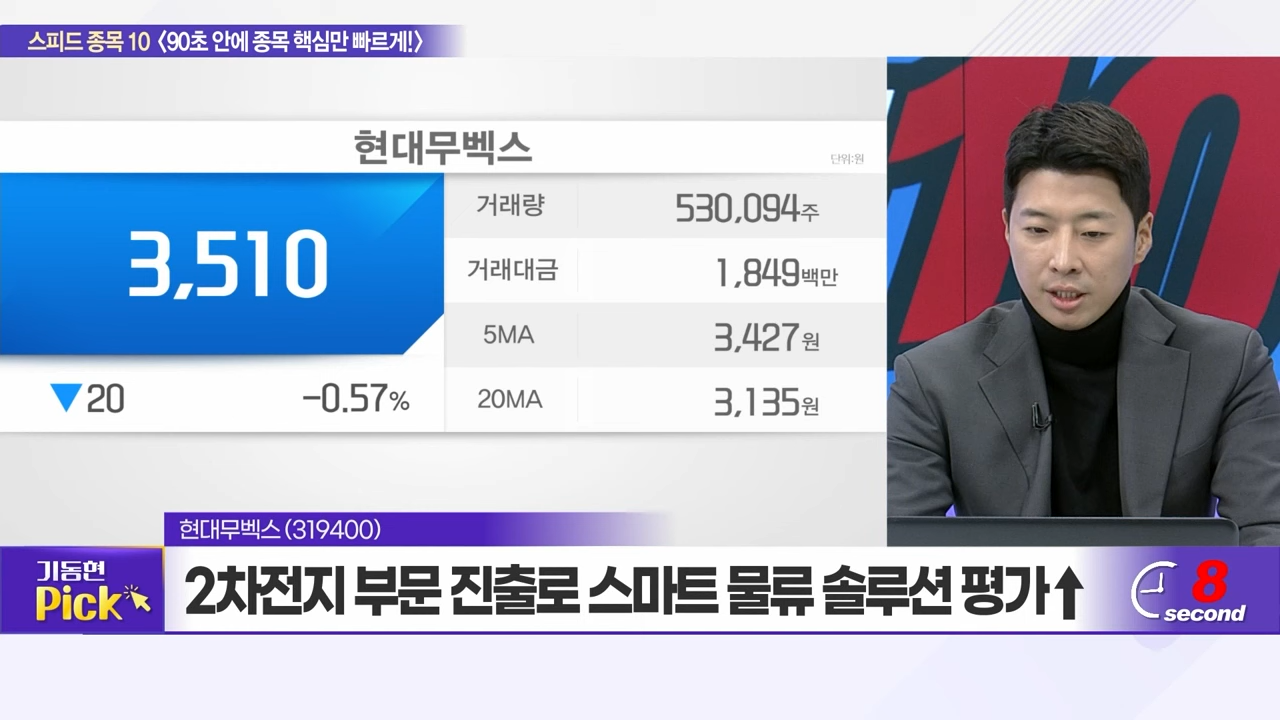 스피드 종목 10 <90초 안에 종목 핵심만 빠르게!>
현대무벡스
단위:원
3,510
▼20 -0.57%
거래량 530,094주
거래대금 1,849백만
5MA 3,427원
20MA 3,135원
현대무벡스 (319400)
기동현
Pick
2차전지 부문 진출로 스마트 물류 솔루션 평가↑
8
second